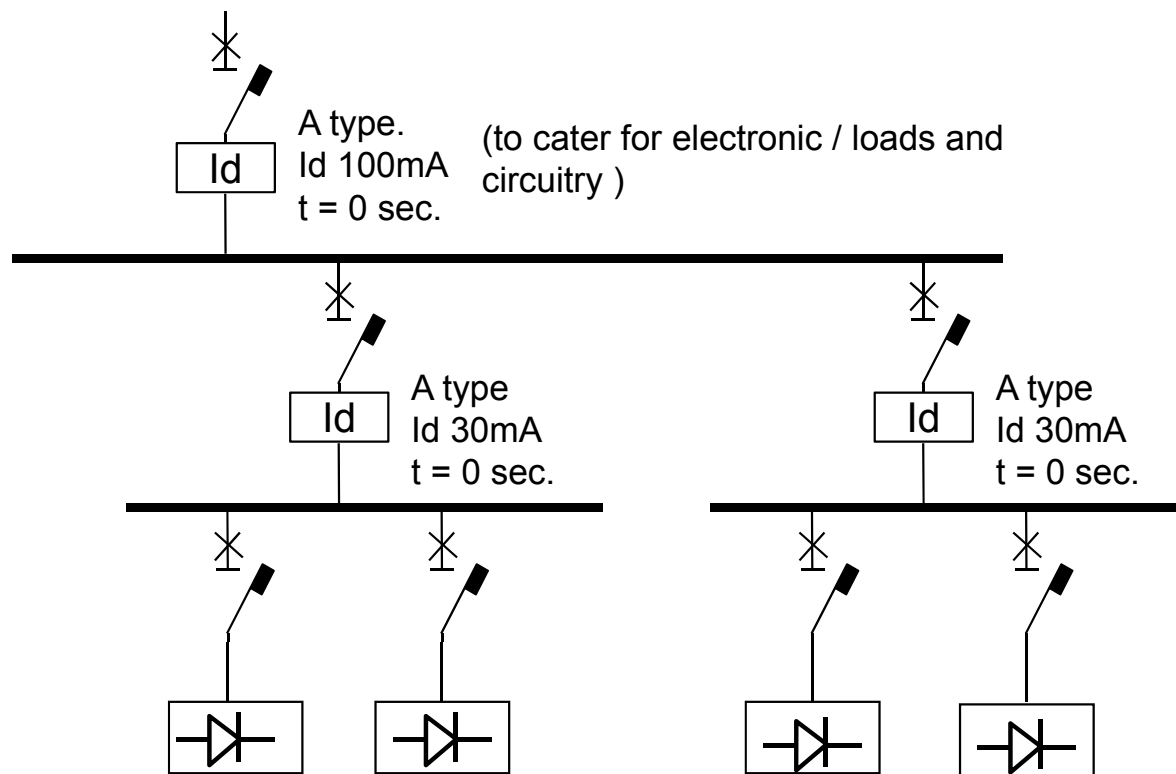 A type.
Id 100mA
t = 0 sec.
(to cater for electronic / loads and
circuitry )
Id
A type
Id 30mA
t = 0 sec.
Id
A type
Id 30mA
t = 0 sec.
Id